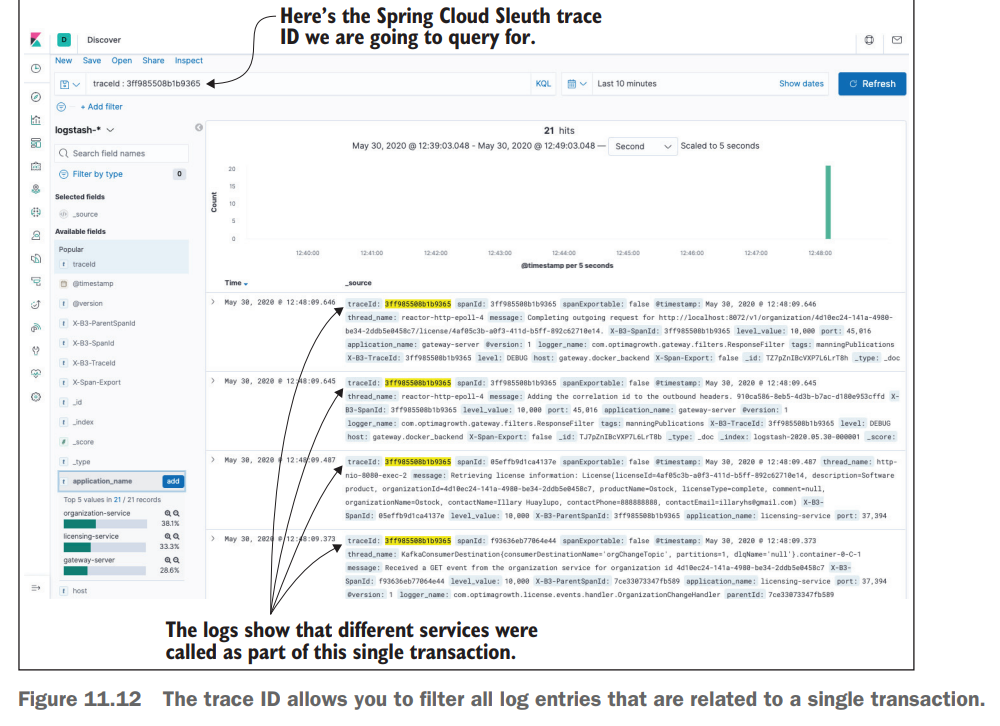 Here's the Spring Cloud Sleuth trace
ID we are going to query for.
D Discover
New Save Open Share Inspect
traceId : 3ff985508b1b9365
KQL
Last 10 minutes
Show dates
Refresh
+ Add filter
logstash-*
Search field names
Filter by type 0
Selected fields
_source
Available fields
Popular
t traceId
@timestamp
t @version
t X-B3-ParentSpanId
t X-B3-SpanId
t X-B3-TraceId
t X-Span-Export
t _id
t _index
# _score
t _type
t application_name add
Top 5 values in 21 / 21 records
organization-service
38.1%
licensing-service
33.3%
gateway-server
28.6%
t host
21 hits
May 30, 2020 @ 12:39:03.048 - May 30, 2020 @ 12:49:03.048 — Second Scaled to 5 seconds
Count
20
15
10
5
0
12:40:00 12:41:00 12:42:00 12:43:00 12:44:00 12:45:00 12:46:00 12:47:00 12:48:00
@timestamp per 5 seconds
Time _source
May 30, 2020 @ 12:48:09.646 traceId: 3ff985508b1b9365 spanId: 3ff985508b1b9365 spanExportable: false @timestamp: May 30, 2020 @ 12:48:09.646
thread_name: reactor-http-epoll-4 message: Completing outgoing request for http://localhost:8072/v1/organization/4d10ec24-141a-4980-
be34-2ddb5e0458c7/license/4af05c3b-a0f3-411d-b5ff-892c62710e14. X-B3-SpanId: 3ff985508b1b9365 level_value: 10,000 port: 45,016
application_name: gateway-server @version: 1 logger_name: com.optimagrowth.gateway.filters.ResponseFilter tags: manningPublications
X-B3-TraceId: 3ff985508b1b9365 level: DEBUG host: gateway.docker_backend X-Span-Export: false _id: TZ7pZnIBcVXP7L6LrT8h _type: _doc
May 30, 2020 @ 12:48:09.645 traceId: 3ff985508b1b9365 spanId: 3ff985508b1b9365 spanExportable: false @timestamp: May 30, 2020 @ 12:48:09.645
thread_name: reactor-http-epoll-4 message: Adding the correlation id to the outbound headers. 910ca586-8eb5-4d3b-b7ac-d180e953cffd X-
B3-SpanId: 3ff985508b1b9365 level_value: 10,000 port: 45,016 application_name: gateway-server @version: 1
logger_name: com.optimagrowth.gateway.filters.ResponseFilter tags: manningPublications X-B3-TraceId: 3ff985508b1b9365 level: DEBUG
host: gateway.docker_backend X-Span-Export: false _id: TJ7pZnIBcVXP7L6LrT8b _type: _doc _index: logstash-2020.05.30-000001 _score:
May 30, 2020 @ 12:48:09.487 traceId: 3ff985508b1b9365 spanId: 05effb9d1ca4137e spanExportable: false @timestamp: May 30, 2020 @ 12:48:09.487 thread_name: http-
nio-8080-exec-2 message: Retrieving license information: License(licenseId=4af05c3b-a0f3-411d-b5ff-892c62710e14, description=Software
product, organizationId=4d10ec24-141a-4980-be34-2ddb5e0458c7, productName=Ostock, licenseType=complete, comment=null,
organizationName=Ostock, contactName=Illary Huaylupo, contactPhone=888888888, contactEmail=illaryhs@gmail.com) X-B3-
SpanId: 05effb9d1ca4137e level_value: 10,000 X-B3-ParentSpanId: 3ff985508b1b9365 application_name: licensing-service port: 37,394
May 30, 2020 @ 12:48:09.373 traceId: 3ff985508b1b9365 spanId: f93636eb77064e44 spanExportable: false @timestamp: May 30, 2020 @ 12:48:09.373
thread_name: KafkaConsumerDestination{consumerDestinationName='orgChangeTopic', partitions=1, dlqName='null'}.container-0-C-1
message: Received a GET event from the organization service for organization id 4d10ec24-141a-4980-be34-2ddb5e0458c7 X-B3-
SpanId: f93636eb77064e44 level_value: 10,000 X-B3-ParentSpanId: 7ce33073347fb589 application_name: licensing-service port: 37,394
@version: 1 logger_name: com.optimagrowth.license.events.handler.OrganizationChangeHandler parentId: 7ce33073347fb589
The logs show that different services were
called as part of this single transaction.
Figure 11.12 The trace ID allows you to filter all log entries that are related to a single transaction.